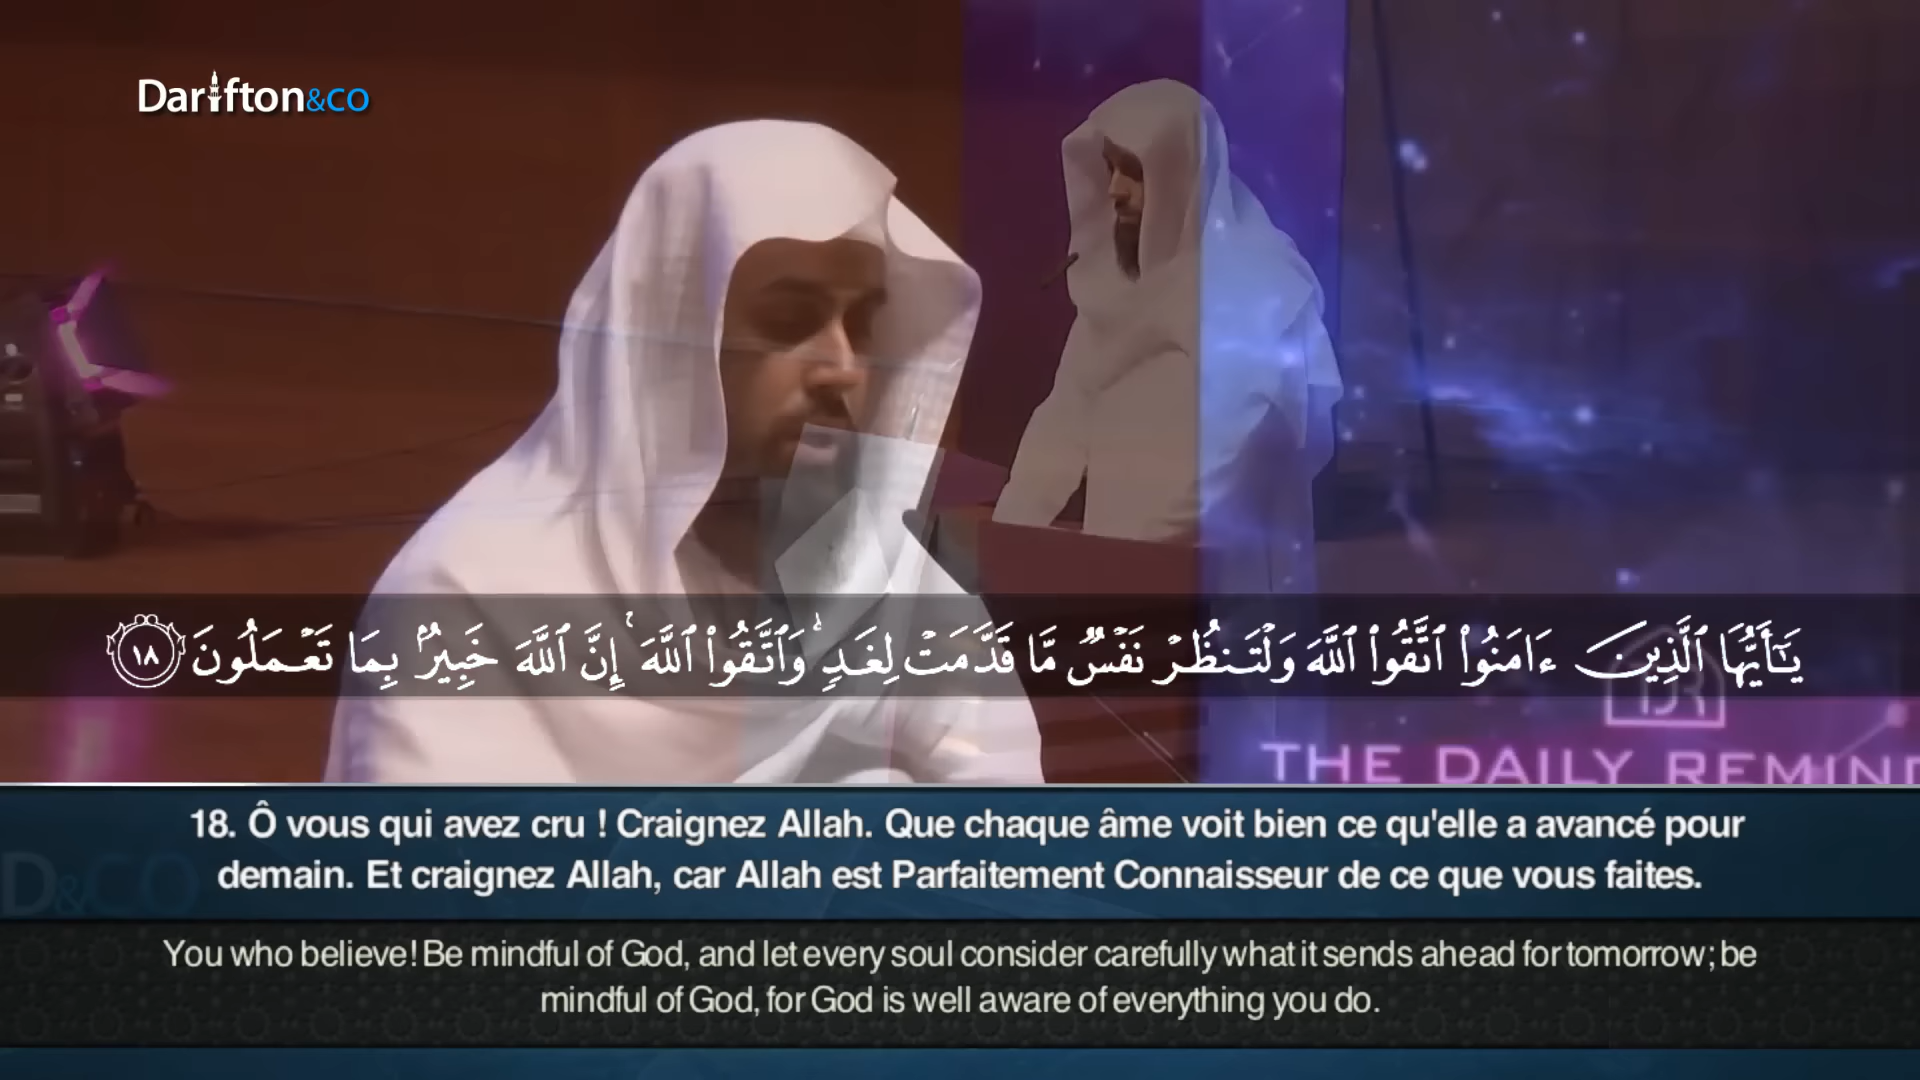 Darifton&CO
يَٰٓأَيُّهَا ٱلَّذِينَ ءَامَنُوا۟ ٱتَّقُوا۟ ٱللَّهَ وَلْتَنظُرْ نَفْسٌ مَّا قَدَّمَتْ لِغَدٍ ۖ وَٱتَّقُوا۟ ٱللَّهَ ۚ إِنَّ ٱللَّهَ خَبِيرٌۢ بِمَا تَعْمَلُونَ ١٨
THE DAILY REMIND
18. Ô vous qui avez cru ! Craignez Allah. Que chaque âme voit bien ce qu'elle a avancé pour
demain. Et craignez Allah, car Allah est Parfaitement Connaisseur de ce que vous faites.
D&CO
You who believe! Be mindful of God, and let every soul consider carefully what it sends ahead for tomorrow; be
mindful of God, for God is well aware of everything you do.